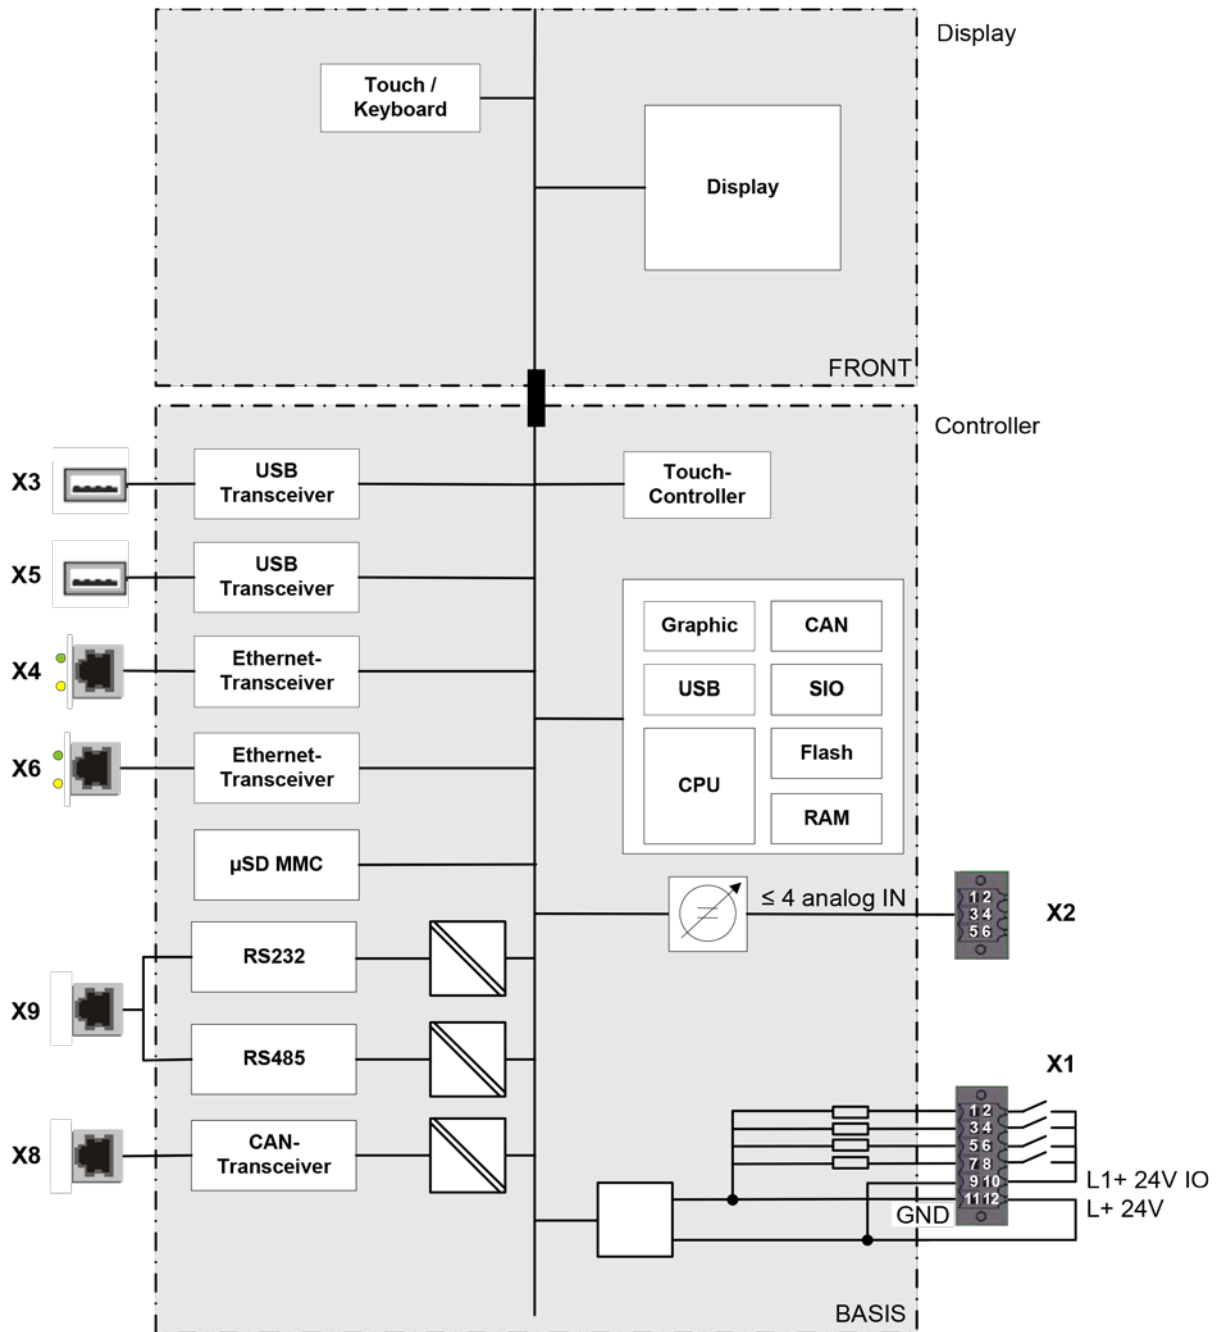 Display
Touch /
Keyboard
Display
FRONT
Controller
X3
USB
Transceiver
Touch-
Controller
X5
USB
Transceiver
X4
Ethernet-
Transceiver
Graphic
CAN
USB
SIO
X6
Ethernet-
Transceiver
CPU
Flash
RAM
µSD MMC
≤ 4 analog IN
1 2
3 4
5 6
X2
X9
RS232
RS485
X1
1 2
3 4
5 6
7 8
9 10
11 12
X8
CAN-
Transceiver
L1+ 24V IO
L+ 24V
GND
BASIS